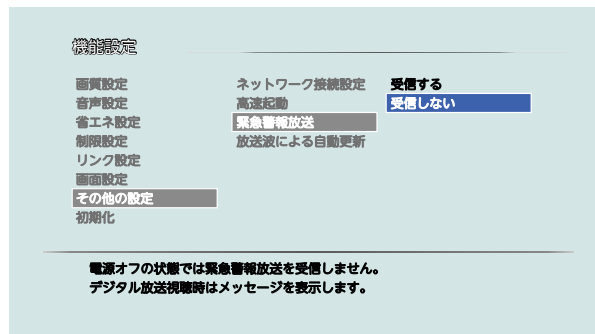 機能設定
画質設定
音声設定
省エネ設定
制限設定
リンク設定
画面設定
その他の設定
初期化
ネットワーク接続設定
高速起動
緊急警報放送
放送波による自動更新
受信する
受信しない
電源オフの状態では緊急警報放送を受信しません。
デジタル放送視聴時はメッセージを表示します。